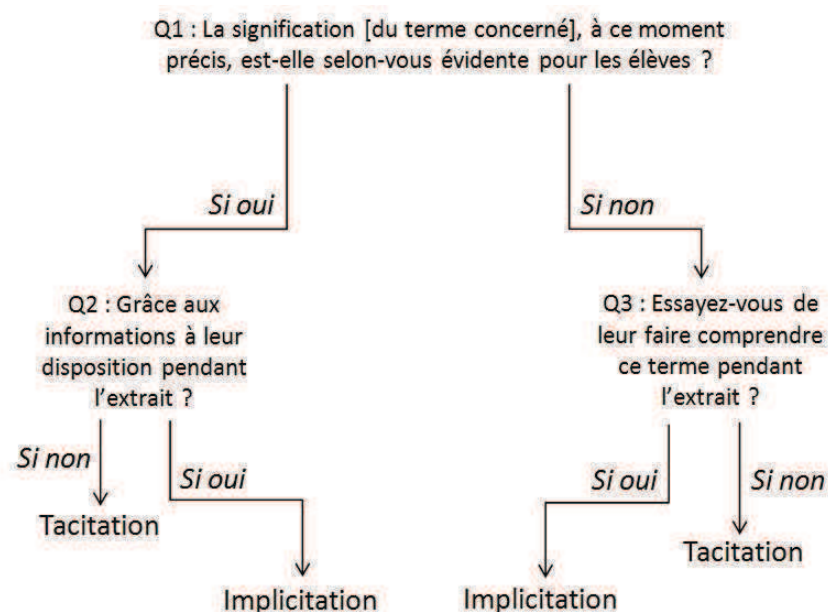 Q1 : La signification [du terme concerné], à ce moment
précis, est-elle selon-vous évidente pour les élèves ?
Si oui
Si non
Q2 : Grâce aux
informations à leur
disposition pendant
l'extrait ?
Q3 : Essayez-vous de
leur faire comprendre
ce terme pendant
l'extrait ?
Si non
Si oui
Si oui
Si non
Tacitation
Tacitation
Implicitation
Implicitation